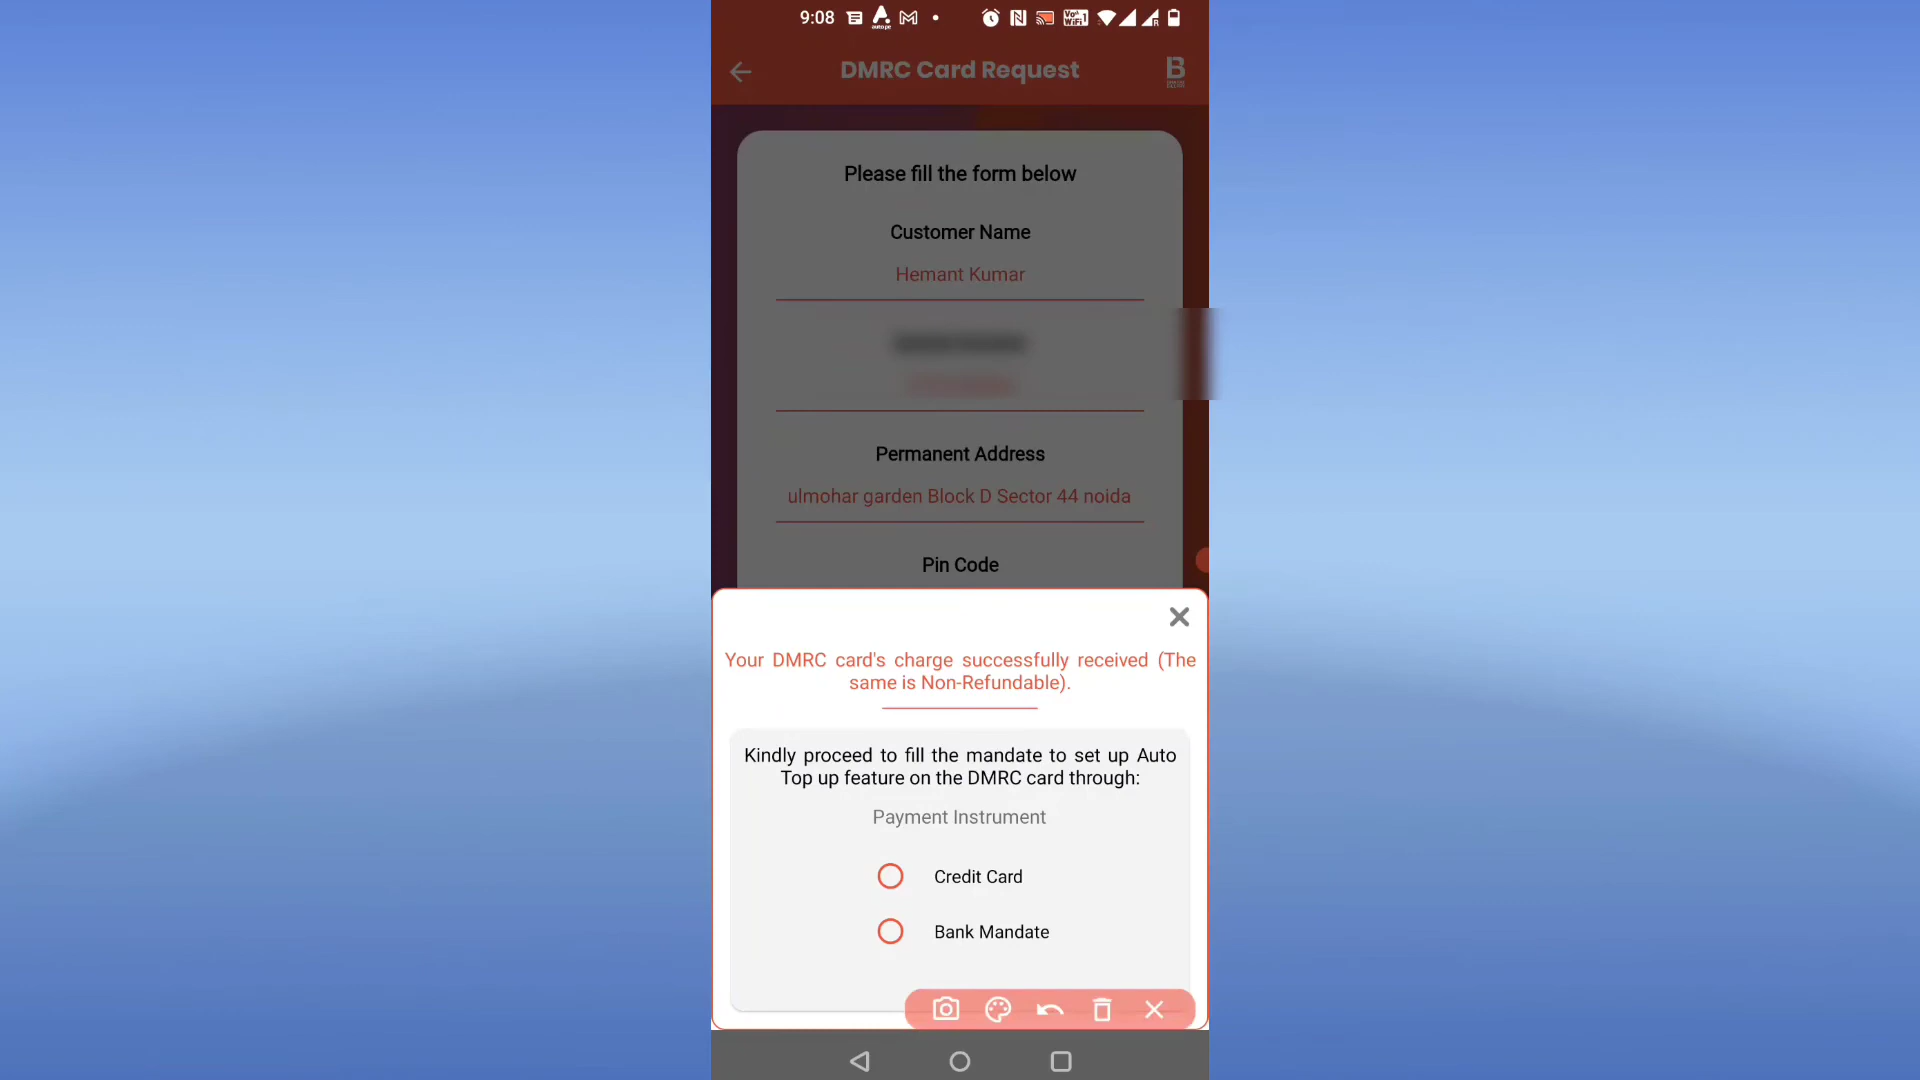 9:08
DMRC Card Request
B
Please fill the form below
Customer Name
Hemant Kumar
Permanent Address
ulmohar garden Block D Sector 44 noida
Pin Code
Your DMRC card's charge successfully received (The
same is Non-Refundable).
Kindly proceed to fill the mandate to set up Auto
Top up feature on the DMRC card through:
Payment Instrument
Credit Card
Bank Mandate